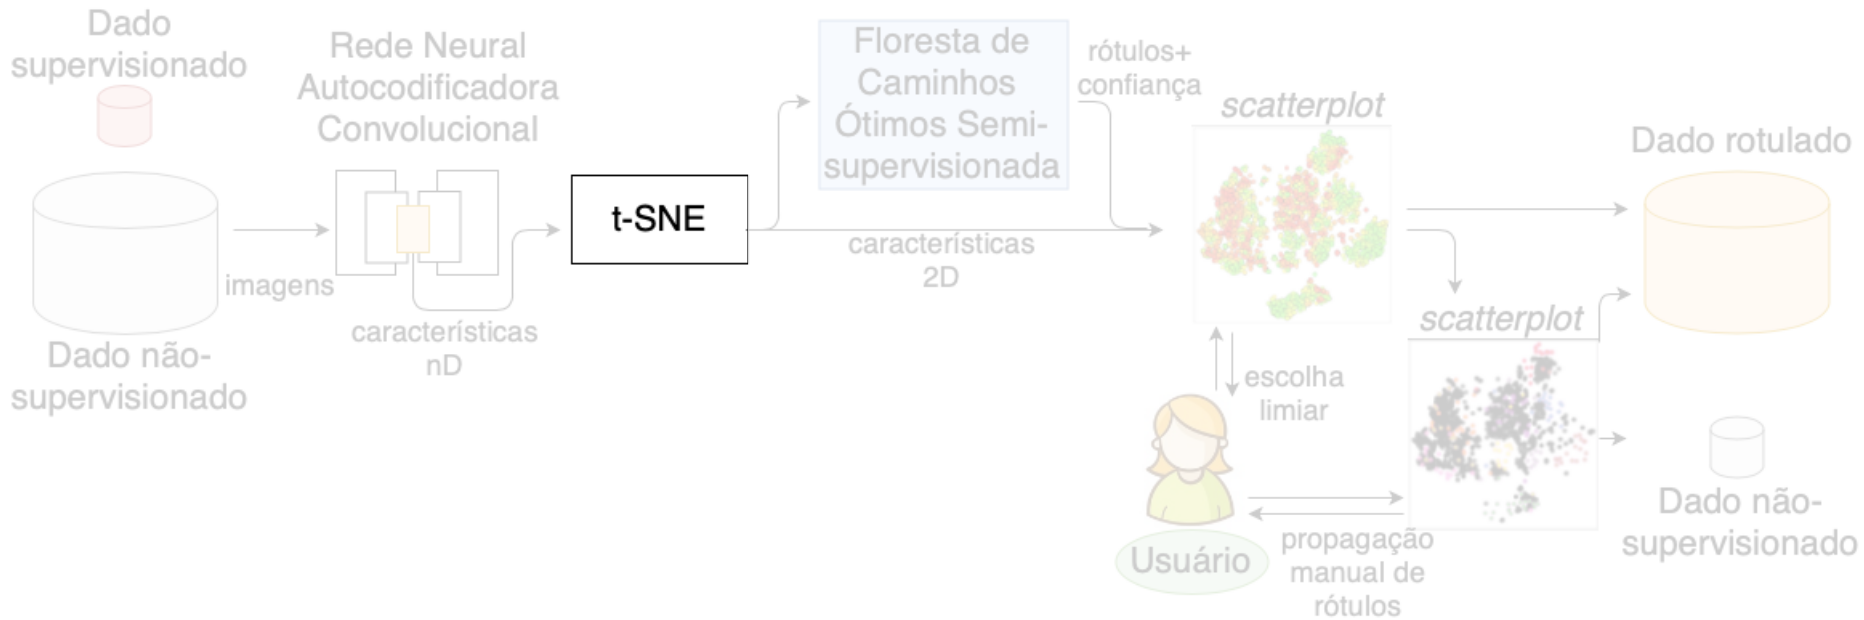 Dado
supervisionado
Rede Neural
Autocodificadora
Convolucional
imagens
Dado não-
supervisionado
características
nD
t-SNE
Floresta de
Caminhos
Ótimos Semi-
supervisionada
rótulos+
confiança
características
2D
scatterplot
escolha
limiar
Usuário
propagação
manual de
rótulos
scatterplot
Dado rotulado
Dado não-
supervisionado